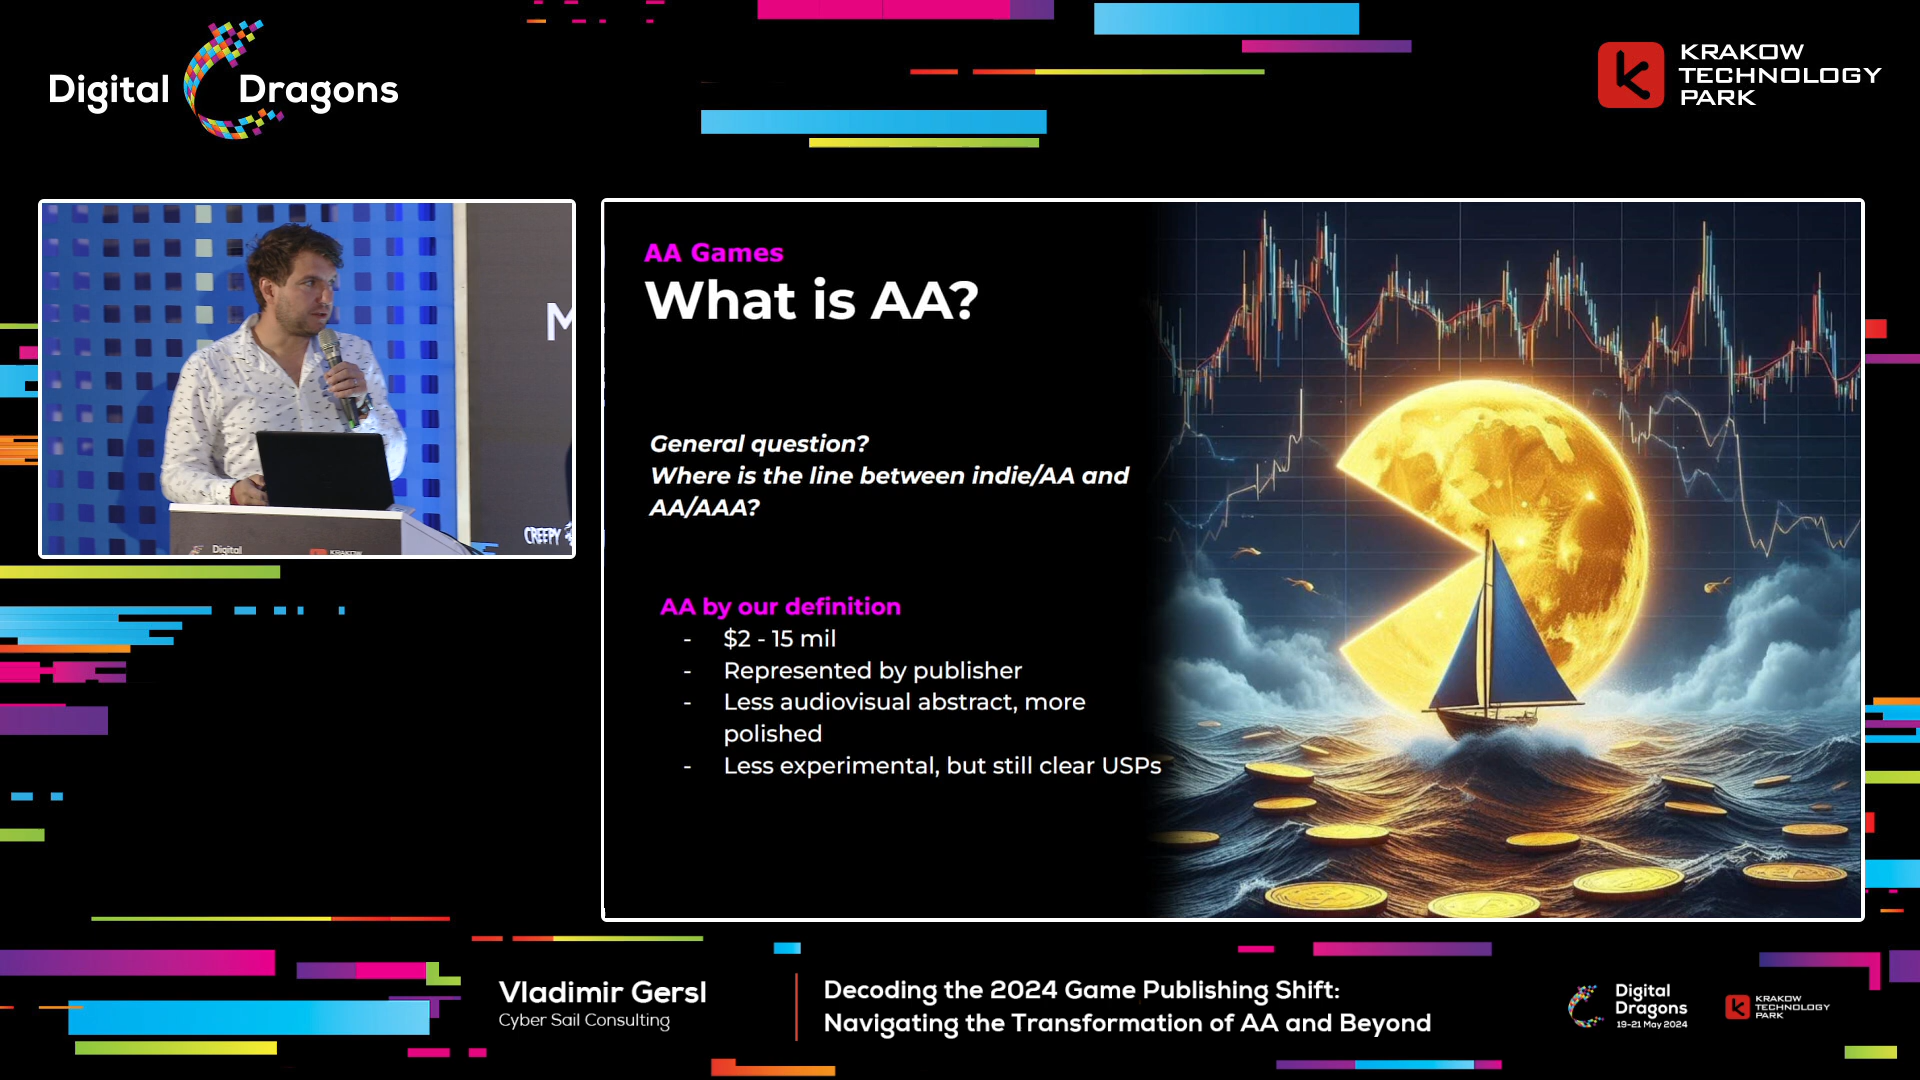 Digital Dragons
KRAKOW
TECHNOLOGY
PARK
M
CREEPY
Digital
KRAKOW
AA Games
What is AA?
General question?
Where is the line between indie/AA and
AA/AAA?
AA by our definition
- $2 - 15 mil
- Represented by publisher
- Less audiovisual abstract, more
polished
- Less experimental, but still clear USPs
Vladimir Gersl
Cyber Sail Consulting
Decoding the 2024 Game Publishing Shift:
Navigating the Transformation of AA and Beyond
Digital
Dragons
19-21 May 2024
KRAKOW
TECHNOLOGY
PARK